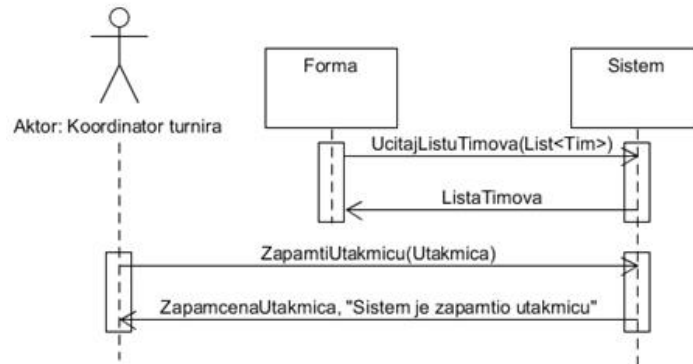 Forma
Sistem
Aktor: Koordinator turnira
UcitajListuTimova(List<Tim>)
ListaTimova
ZapamtiUtakmicu(Utakmica)
ZapamcenaUtakmica, "Sistem je zapamtio utakmicu"